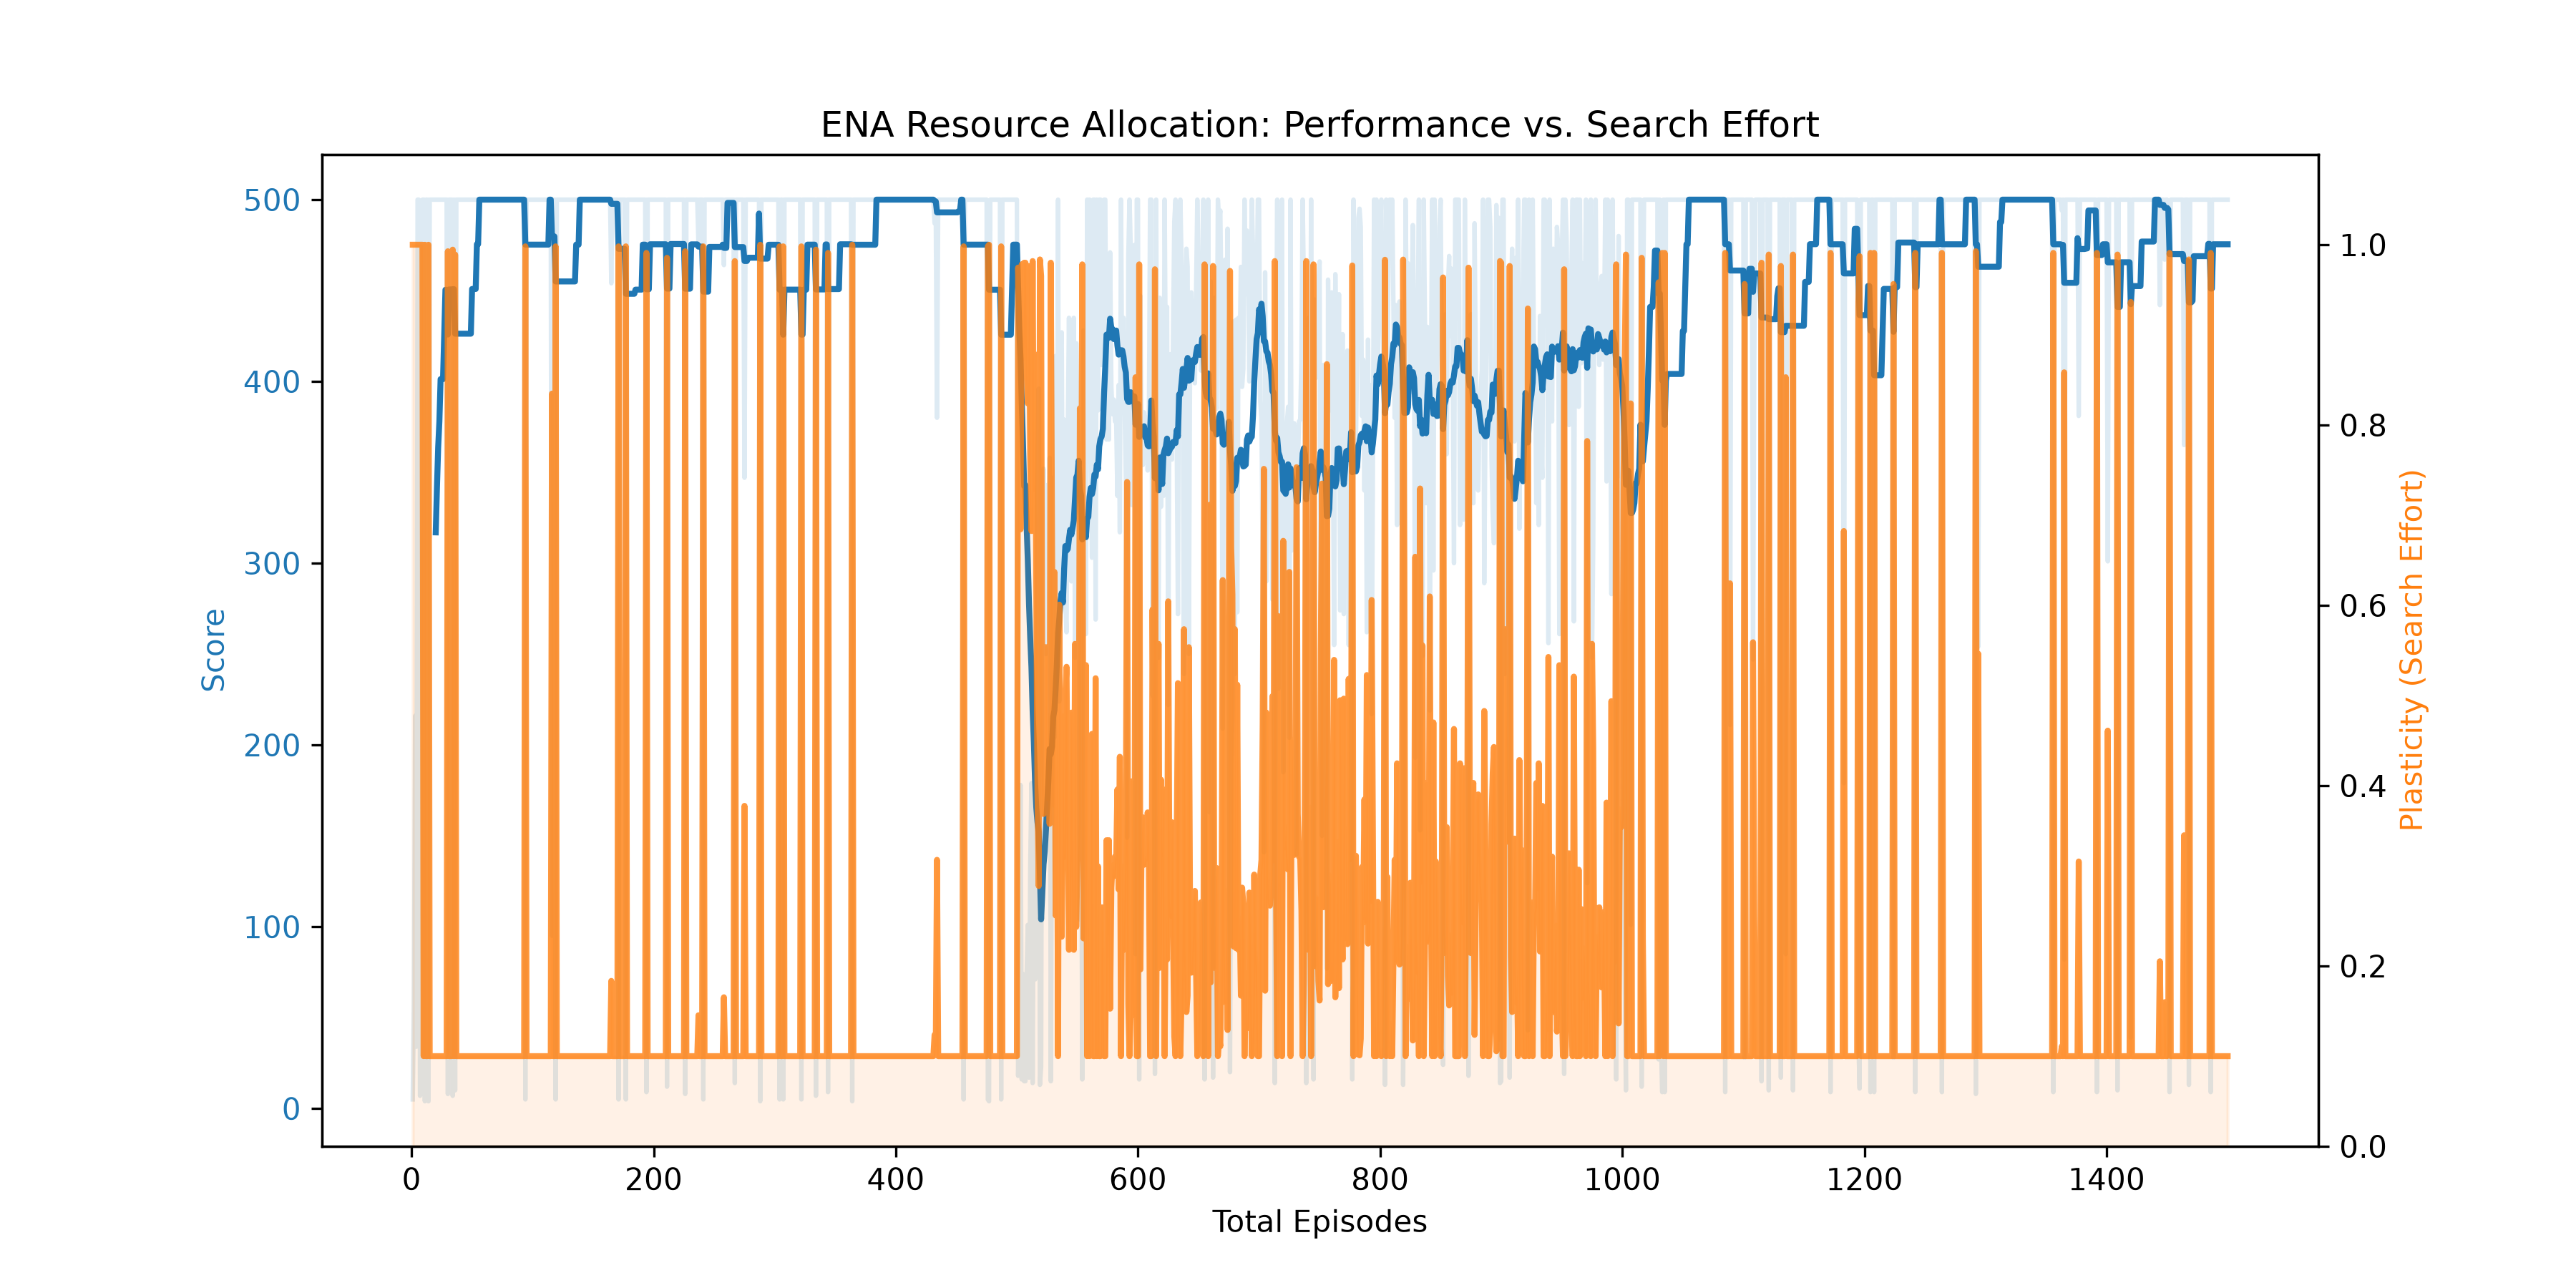 ENA Resource Allocation: Performance vs. Search Effort
500
400
300
200
100
0
Score
1.0
0.8
0.6
0.4
0.2
0.0
Plasticity (Search Effort)
0 200 400 600 800 1000 1200 1400
Total Episodes